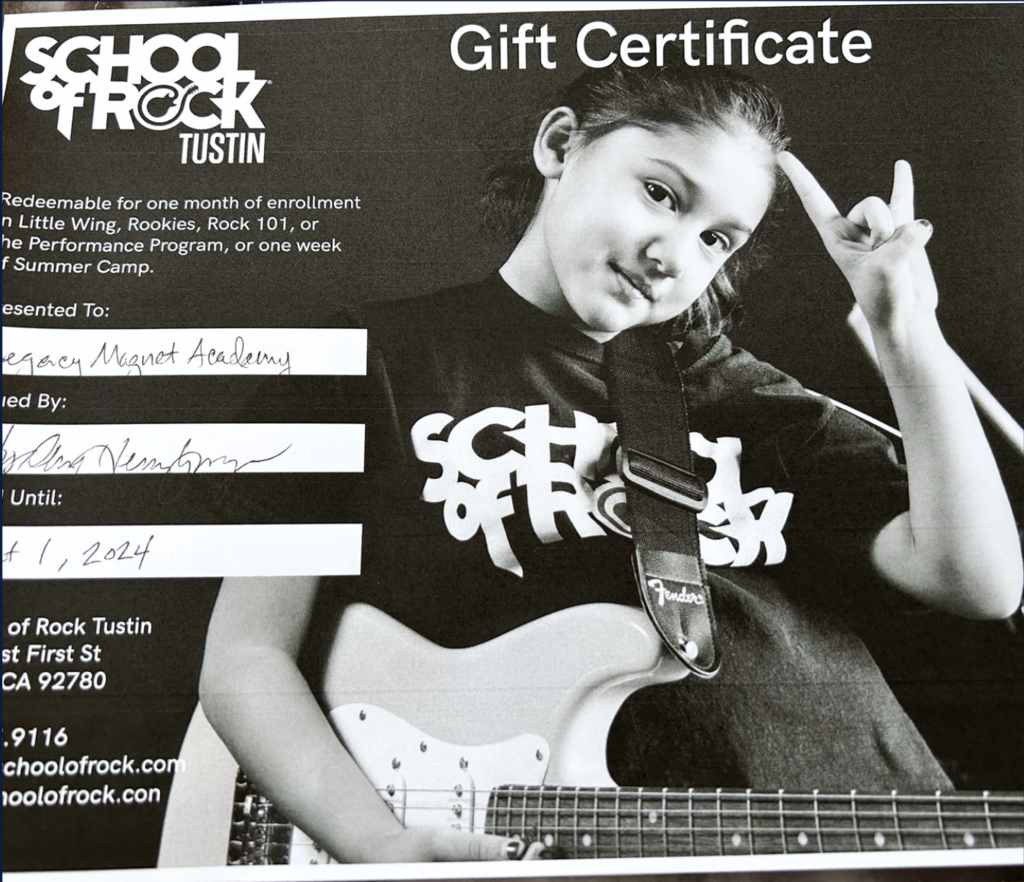 Gift Certificate
SCHOOL
of ROCK
TUSTIN
Redeemable for one month of enrollment
n Little Wing, Rookies, Rock 101, or
he Performance Program, or one week
f Summer Camp.
esented To:
egacy Magnet Academy
ued By:
Until:
t 1, 2024
of Rock Tustin
st First St
CA 92780
.9116
choolofrock.com
hoolofrock.con
SCHOOL
of ROCK
Fender